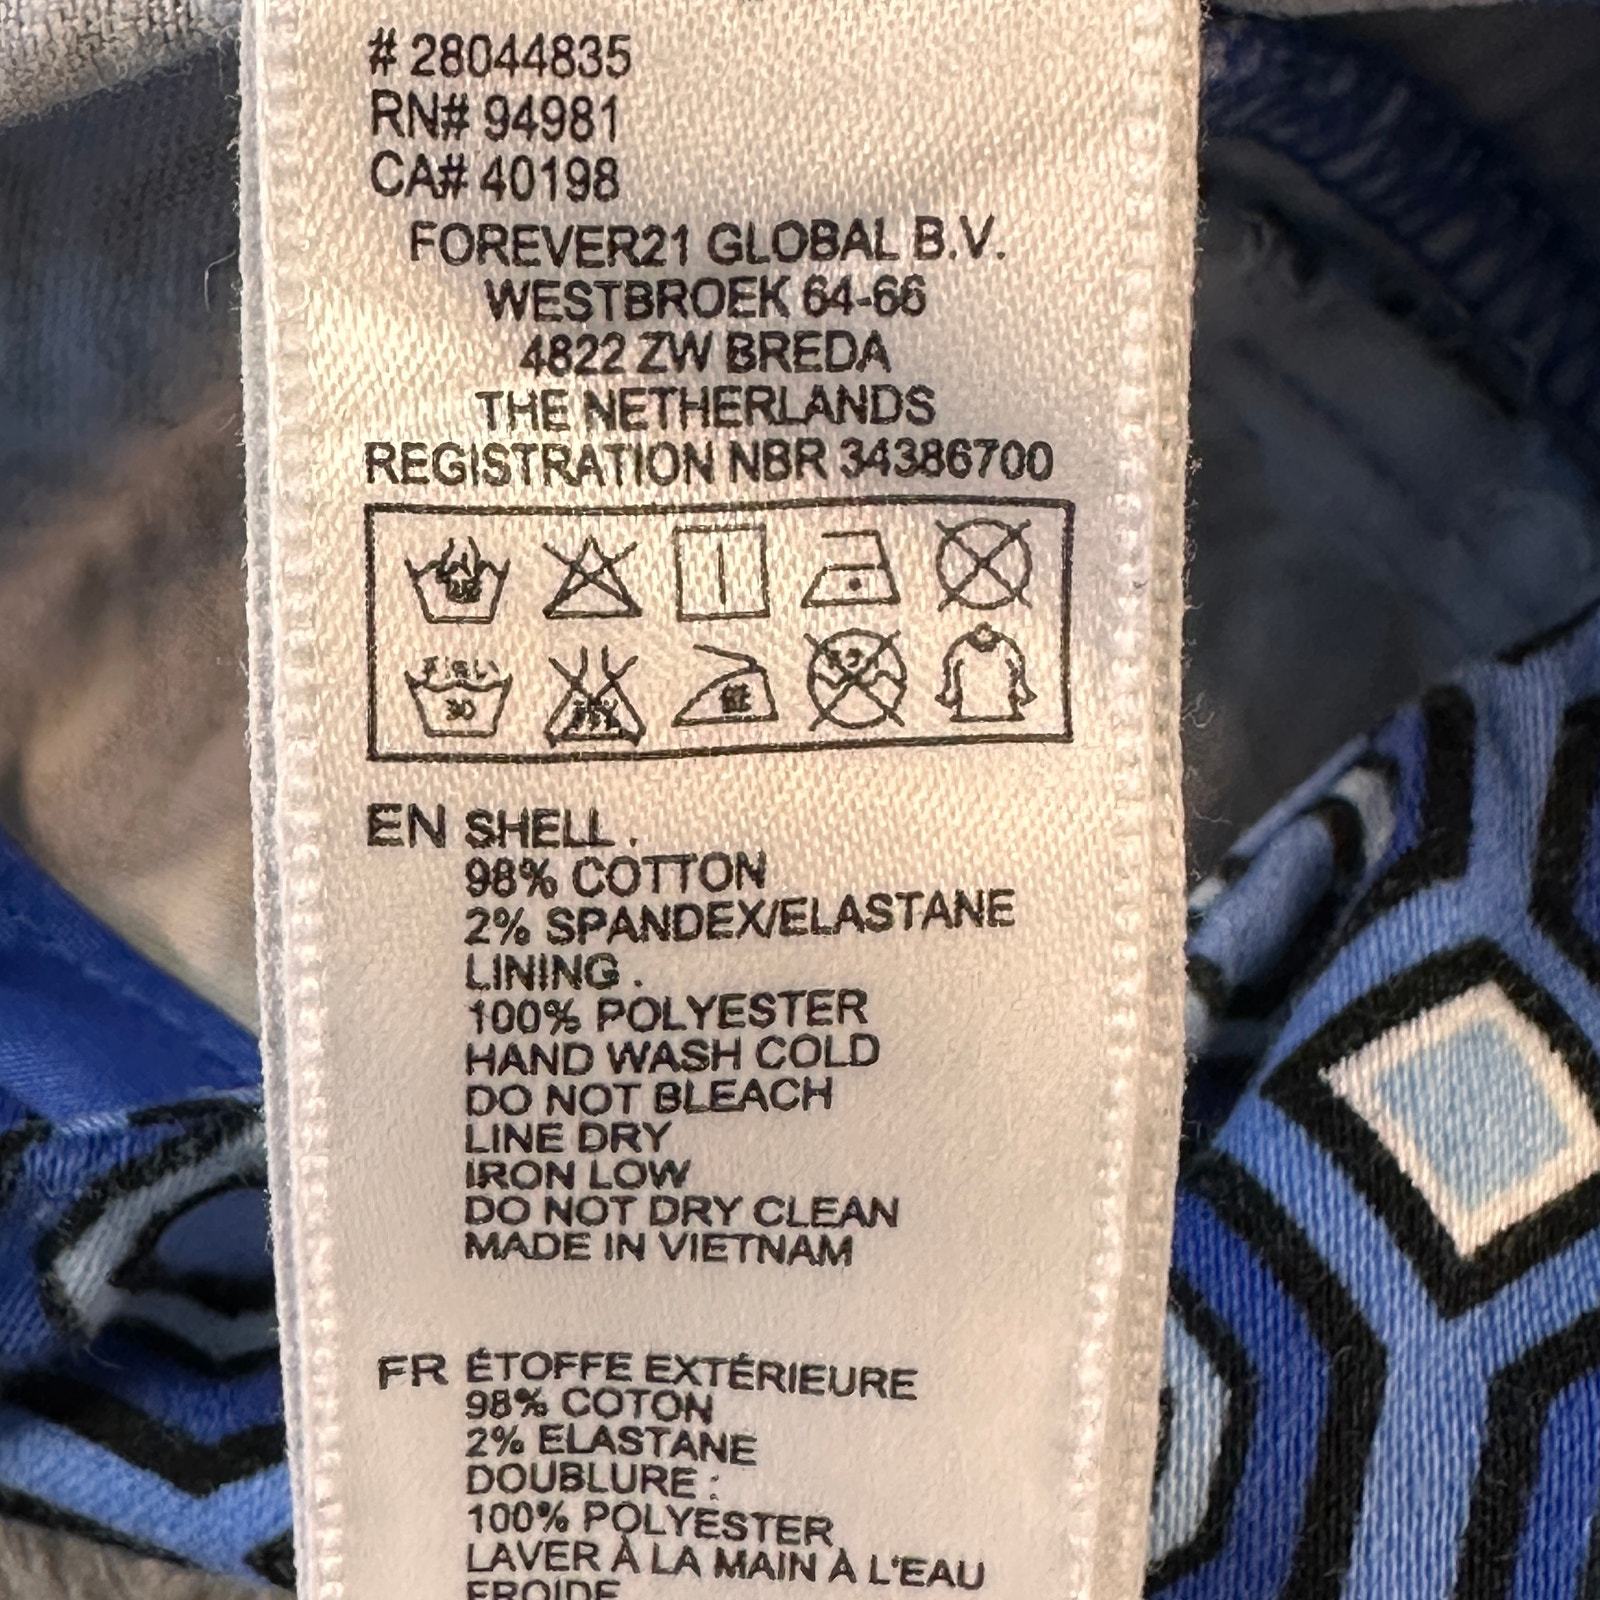 # 28044835
RN# 94981
CA# 40198
FOREVER21 GLOBAL B.V.
WESTBROEK 64-66
4822 ZW BREDA
THE NETHERLANDS
REGISTRATION NBR 34386700
30
EN SHELL .
98% COTTON
2% SPANDEX/ELASTANE
LINING .
100% POLYESTER
HAND WASH COLD
DO NOT BLEACH
LINE DRY
IRON LOW
DO NOT DRY CLEAN
MADE IN VIETNAM
FR ÉTOFFE EXTÉRIEURE
98% COTON
2% ELASTANE
DOUBLURE :
100% POLYESTER
LAVER À LA MAIN À L'EAU
FROIDE